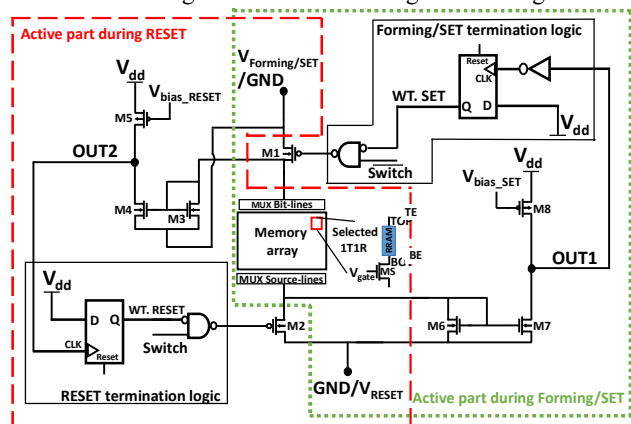 Active part during RESET
Forming/SET termination logic
V_Forming/SET
/GND
V_dd
V_bias_RESET
M5
Reset
CLK
Q
D
WT. SET
V_dd
OUT2
M1
Switch
V_dd
V_bias_SET
M8
M4
M3
MUX Bit-lines
Memory
array
Selected
1T1R
TE
RRAM
BE
V_gate
MS
OUT1
MUX Source-lines
V_dd
D
Q
WT. RESET
CLK
Reset
Switch
M2
M6
M7
RESET termination logic
GND/V_RESET
Active part during Forming/SET